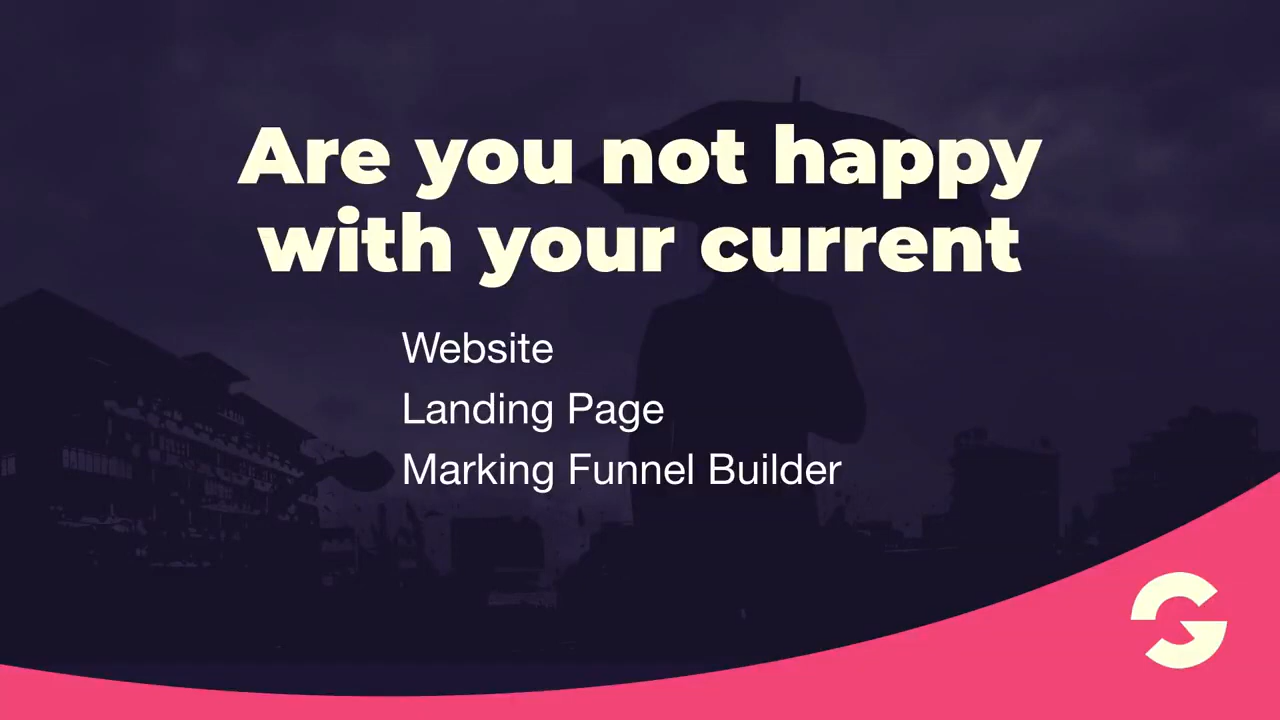 Are you not happy
with your current
Website
Landing Page
Marking Funnel Builder